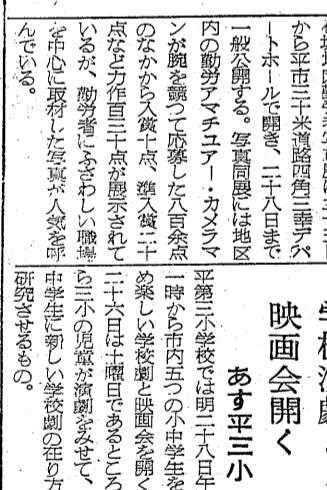 から平市三十米道路四角三幸デパ
ートホールで開き、二十八日まで
一般公開する。写真同展には地区
内の勤労アマチユアー・カメラマ
ンが腕を競つて応募した八百余点
のなかから入賞十点、準入賞二十
点など力作百三十点が展示されて
いるが、勤労者にふさわしい職場
を中心に取材した写真が人気を呼
んでいる。
映画会開く
あす平三小
平第三小学校では明二十八日午
一時から市内五つの小中学生を
め楽しい学校劇と映画会を開く
二十六日は土曜日であるところ
ら三小の児童が演劇をみせて、
中学生に新しい学校劇の在り方
研究させるもの。